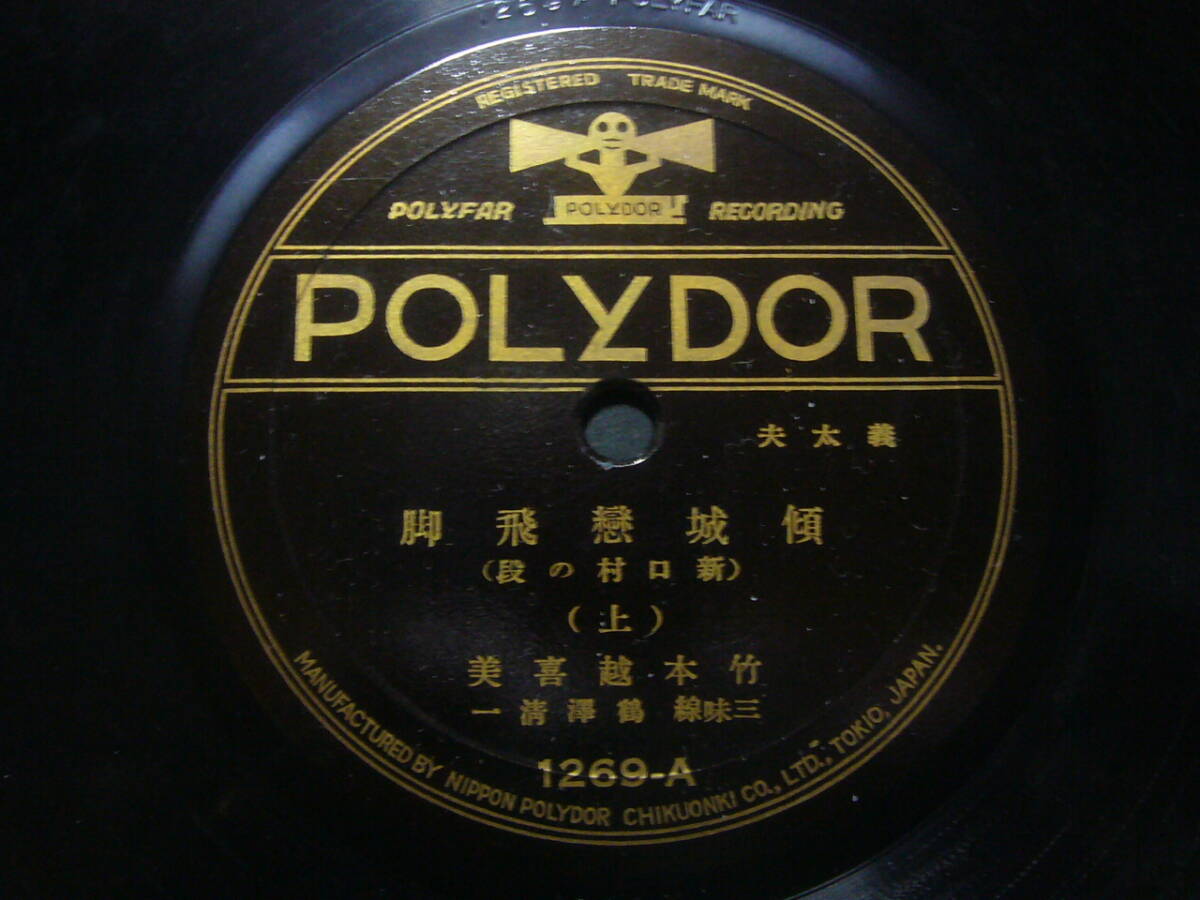 1269 A POLYFAR
REGISTERED TRADE MARK
POLYFAR POLYDOR RECORDING
POLYDOR
義太夫
傾城戀飛脚
(新口村の段)
(上)
竹本越喜美
三味線 鶴澤清一
1269-A
MANUFACTURED BY NIPPON POLYDOR CHIKUONKI CO., LTD., TOKIO, JAPAN.